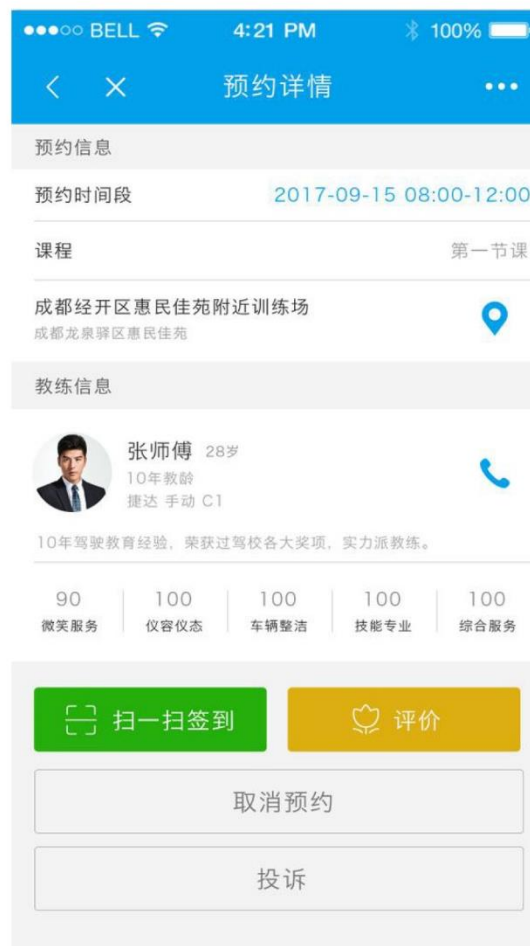 BELL 4:21 PM 100%
预约详情
预约信息
预约时间段 2017-09-15 08:00-12:00
课程 第一节课
成都经开区惠民佳苑附近训练场
成都龙泉驿区惠民佳苑
教练信息
张师傅 28岁
10年教龄
捷达 手动 C1
10年驾驶教育经验，荣获过驾校各大奖项，实力派教练。
90 100 100 100 100
微笑服务 仪容仪态 车辆整洁 技能专业 综合服务
扫一扫签到 评价
取消预约
投诉